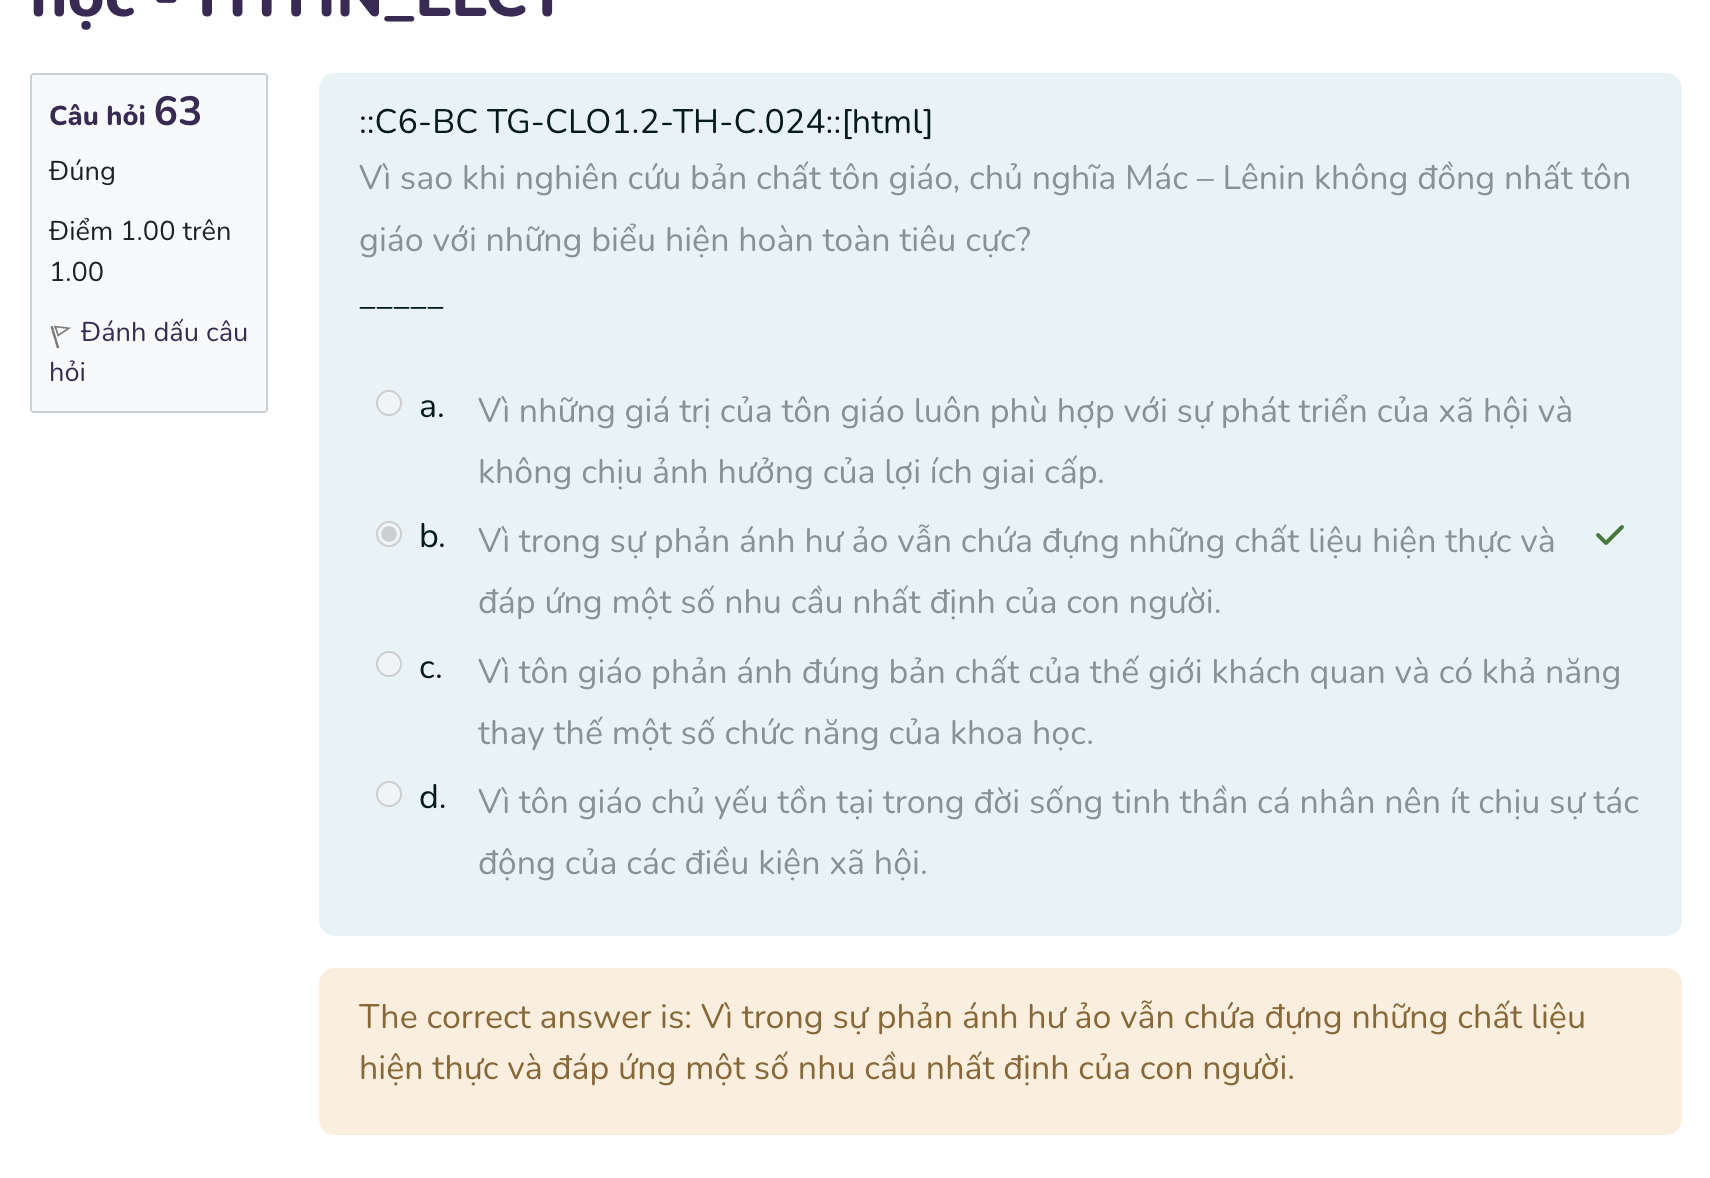 Câu hỏi 63
Đúng
Điểm 1.00 trên
1.00
Đánh dấu câu
hỏi
::C6-BC TG-CLO1.2-TH-C.024::[html]
Vì sao khi nghiên cứu bản chất tôn giáo, chủ nghĩa Mác – Lênin không đồng nhất tôn
giáo với những biểu hiện hoàn toàn tiêu cực?
_____
a. Vì những giá trị của tôn giáo luôn phù hợp với sự phát triển của xã hội và
không chịu ảnh hưởng của lợi ích giai cấp.
b. Vì trong sự phản ánh hư ảo vẫn chứa đựng những chất liệu hiện thực và
đáp ứng một số nhu cầu nhất định của con người.
c. Vì tôn giáo phản ánh đúng bản chất của thế giới khách quan và có khả năng
thay thế một số chức năng của khoa học.
d. Vì tôn giáo chủ yếu tồn tại trong đời sống tinh thần cá nhân nên ít chịu sự tác
động của các điều kiện xã hội.
The correct answer is: Vì trong sự phản ánh hư ảo vẫn chứa đựng những chất liệu
hiện thực và đáp ứng một số nhu cầu nhất định của con người.